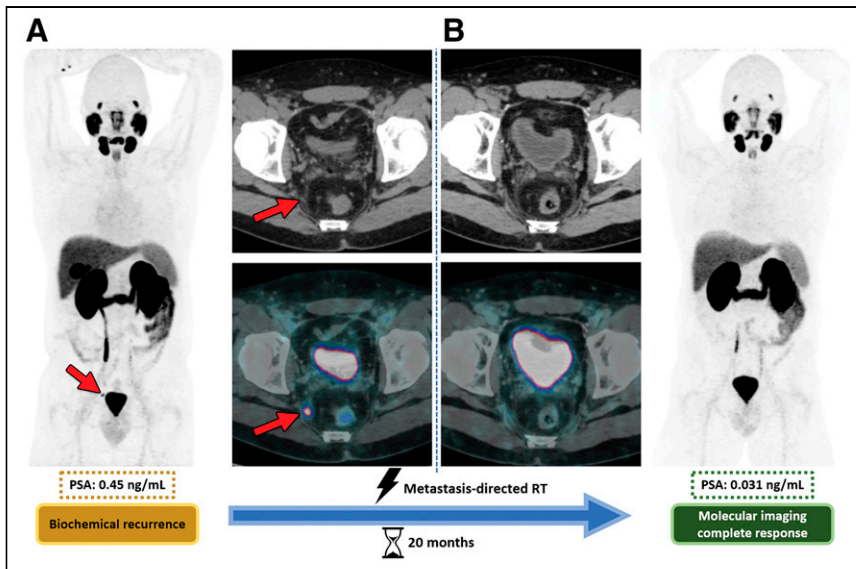 A
B
PSA: 0.45 ng/mL
Biochemical recurrence
Metastasis-directed RT
20 months
PSA: 0.031 ng/mL
Molecular imaging
complete response